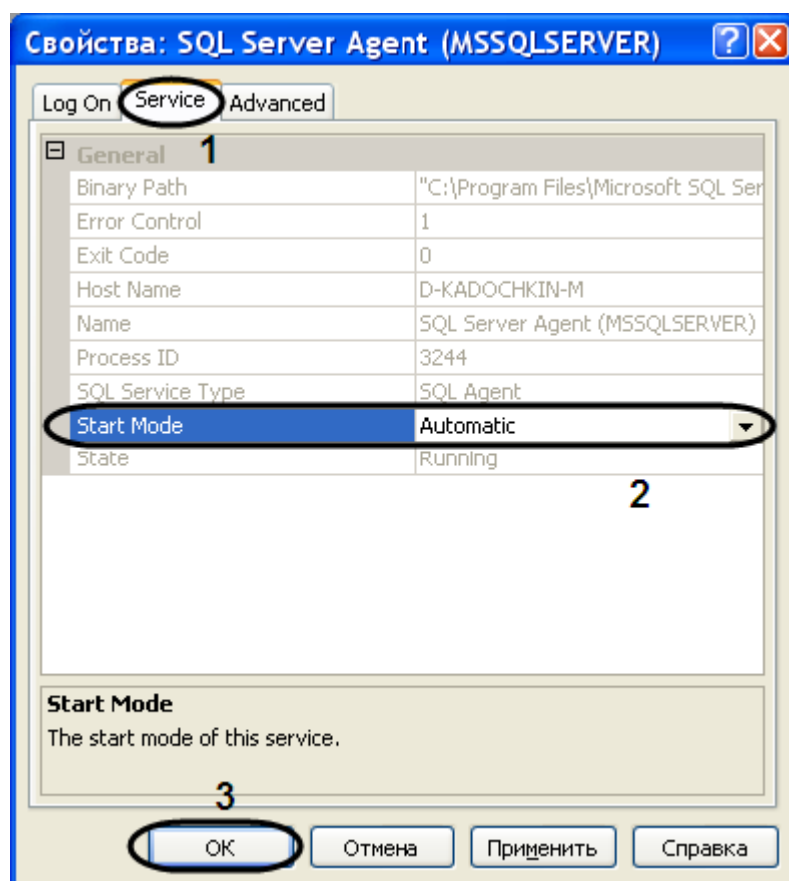 Свойства: SQL Server Agent (MSSQLSERVER)
Log On Service Advanced
1
General
Binary Path "C:\Program Files\Microsoft SQL Ser
Error Control 1
Exit Code 0
Host Name D-KADOCHKIN-M
Name SQL Server Agent (MSSQLSERVER)
Process ID 3244
SQL Service Type SQL Agent
Start Mode Automatic
State Running
2
Start Mode
The start mode of this service.
3
ОК Отмена Применить Справка